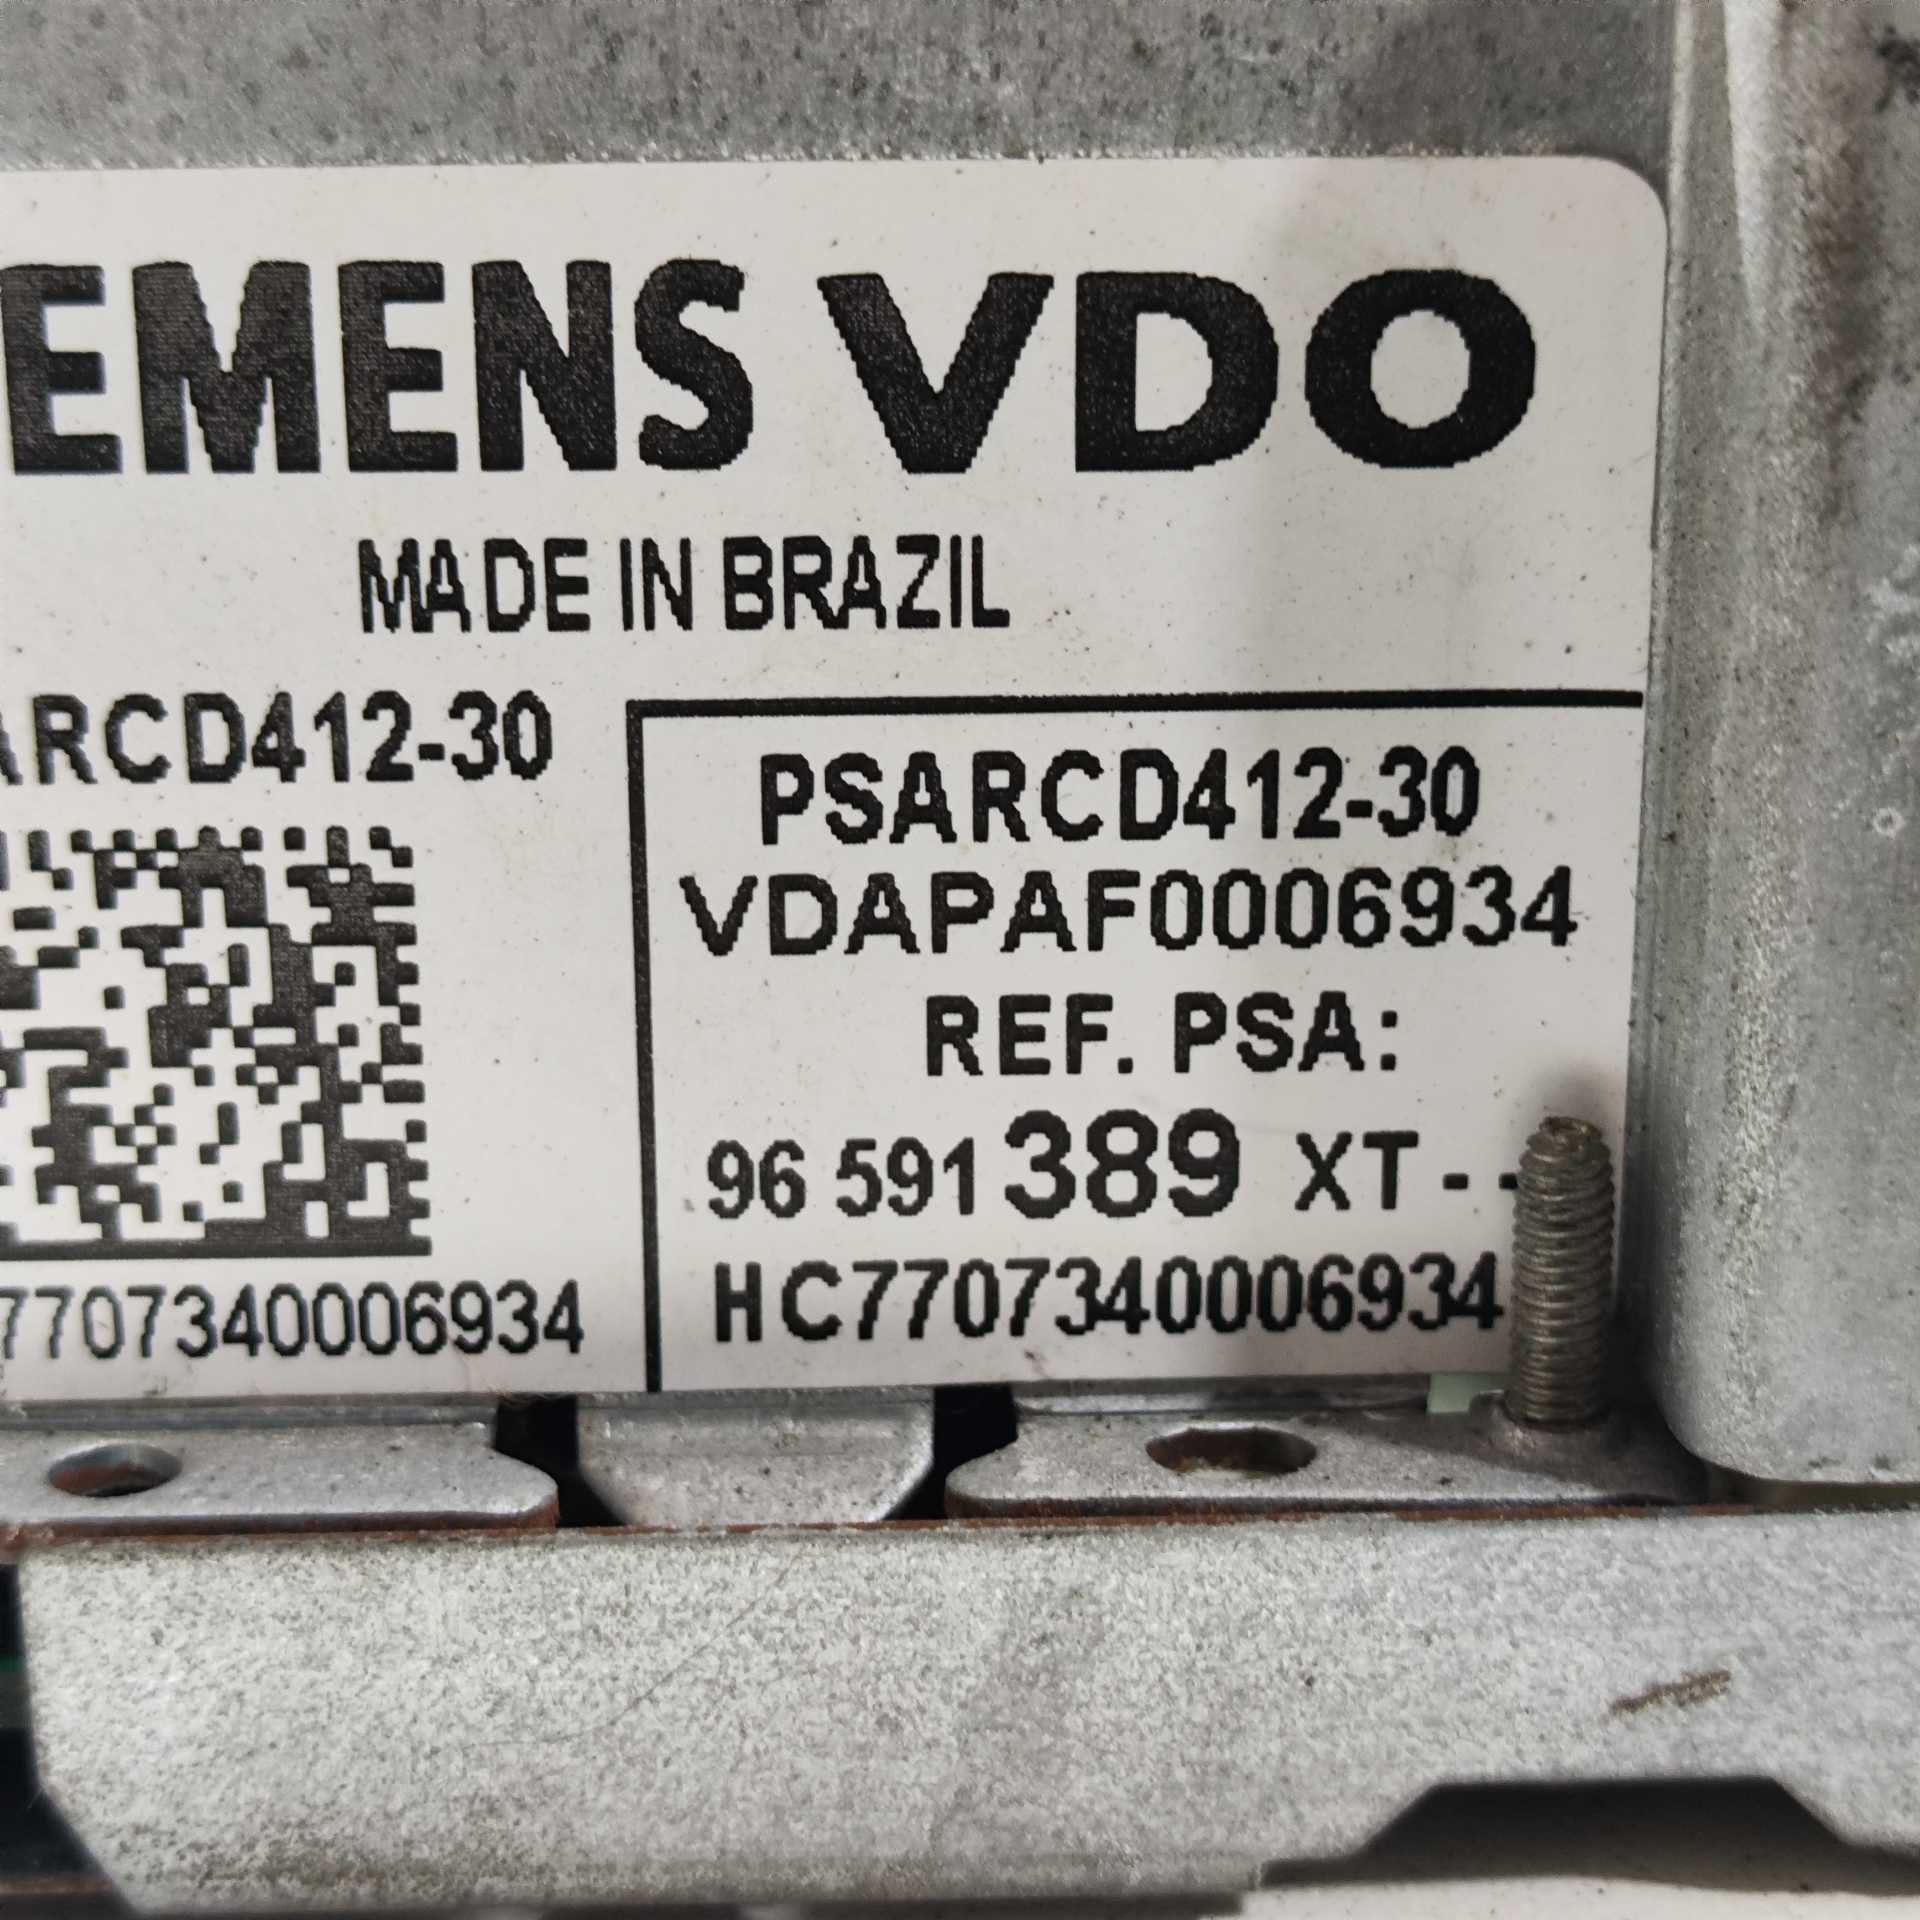 EMENS VDO
MADE IN BRAZIL
ARCD412-30
7707340006934
PSARCD412-30
VDAPAF0006934
REF. PSA:
96 591 389 XT--
HC7707340006934